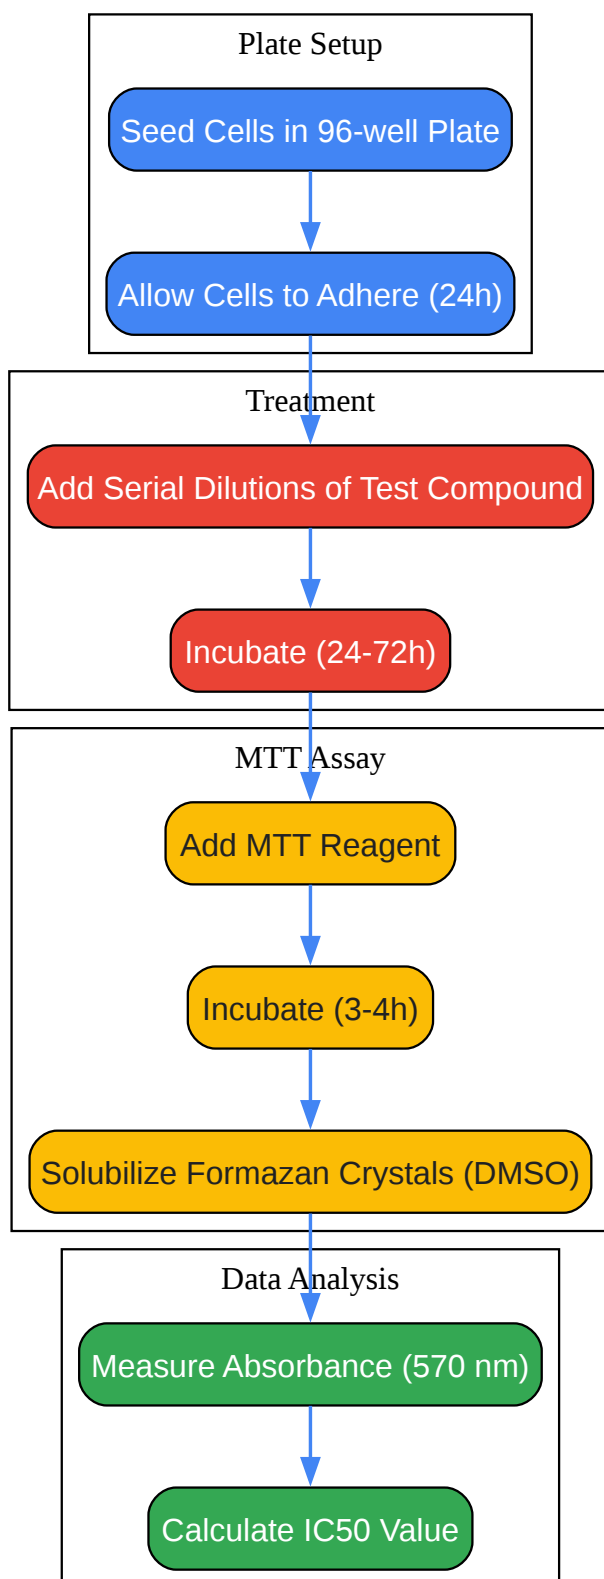 Plate Setup
Seed Cells in 96-well Plate
Allow Cells to Adhere (24h)
Treatment
Add Serial Dilutions of Test Compound
Incubate (24-72h)
MTT Assay
Add MTT Reagent
Incubate (3-4h)
Solubilize Formazan Crystals (DMSO)
Data Analysis
Measure Absorbance (570 nm)
Calculate IC50 Value